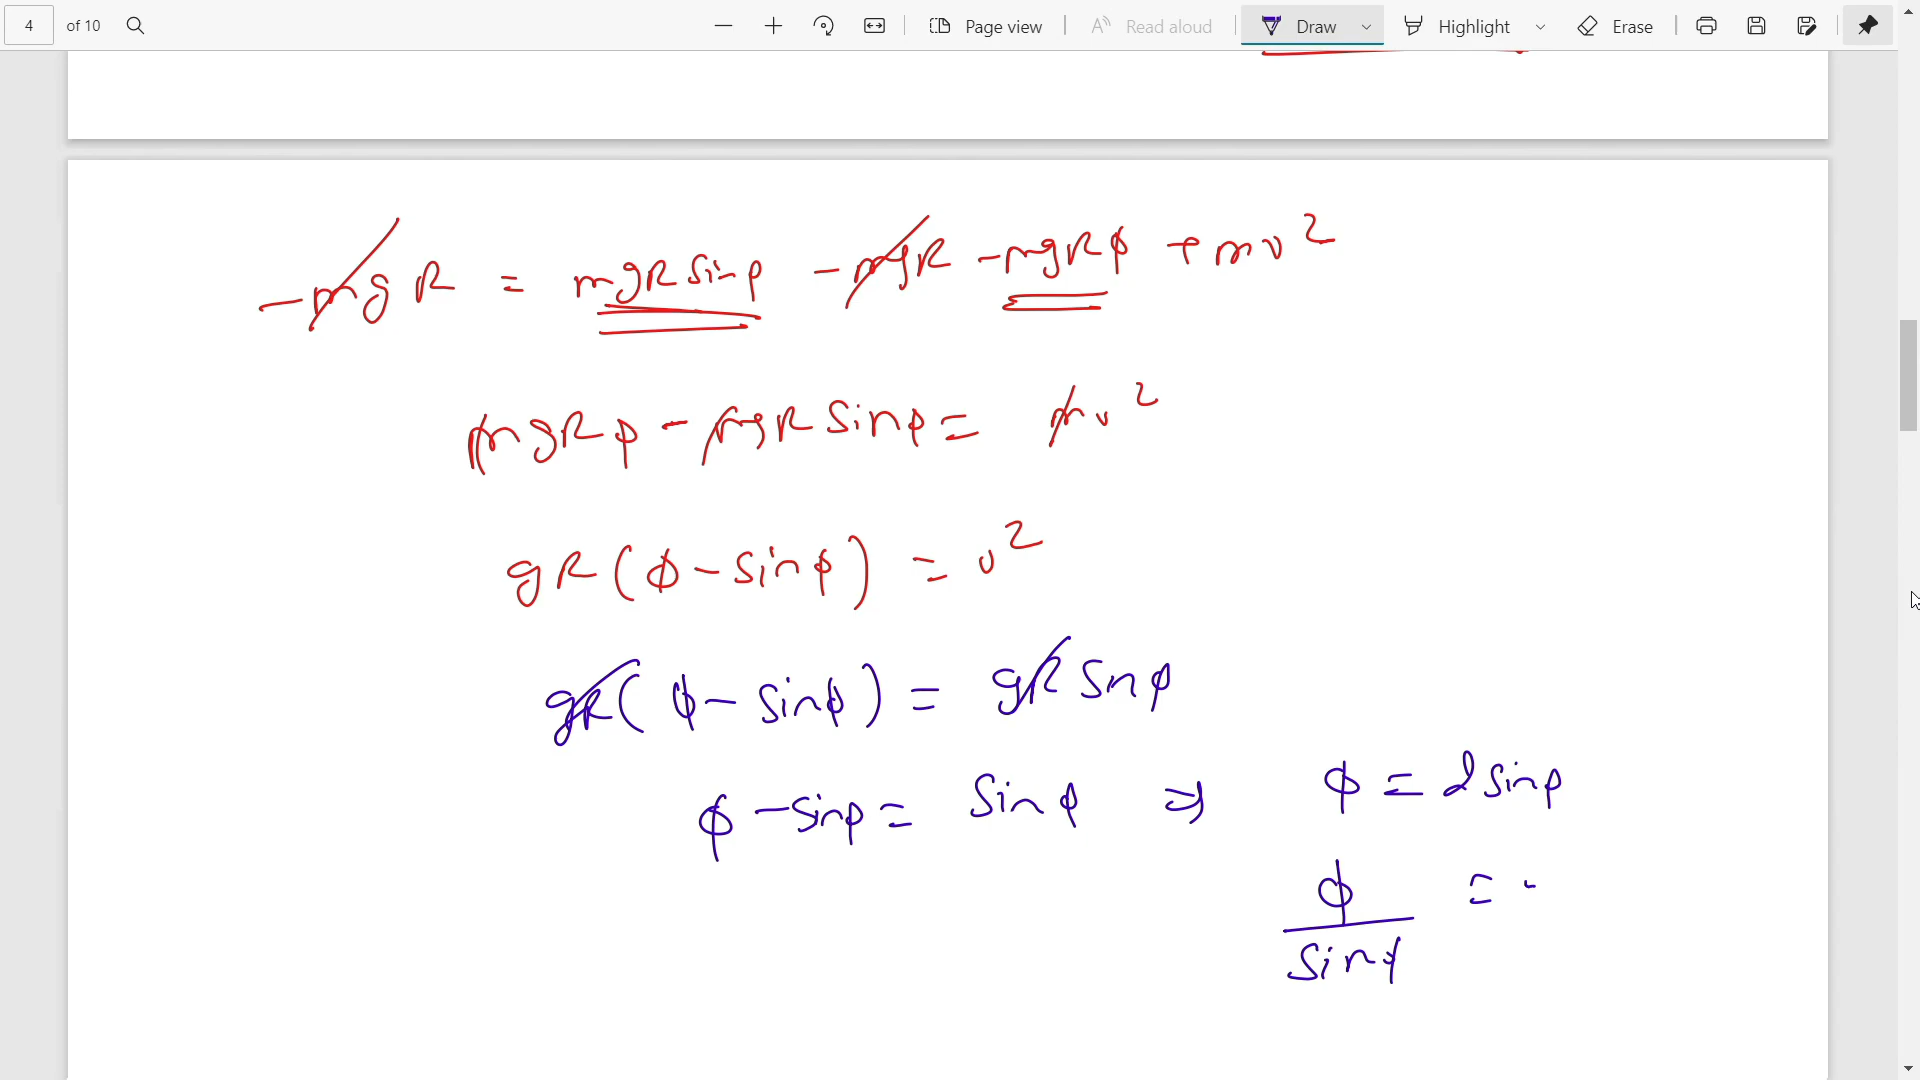 4 of 10 Page view Read aloud Draw Highlight Erase
-mgR = mgR sinϕ - mgR - mgRϕ + mv²
mgRϕ - mgR sinϕ = mv²
gR(ϕ - sinϕ) = v²
gR(ϕ - sinϕ) = gR snϕ
ϕ - sinϕ = sinϕ ⇒ ϕ = 2 sinϕ
ϕ/sinϕ =